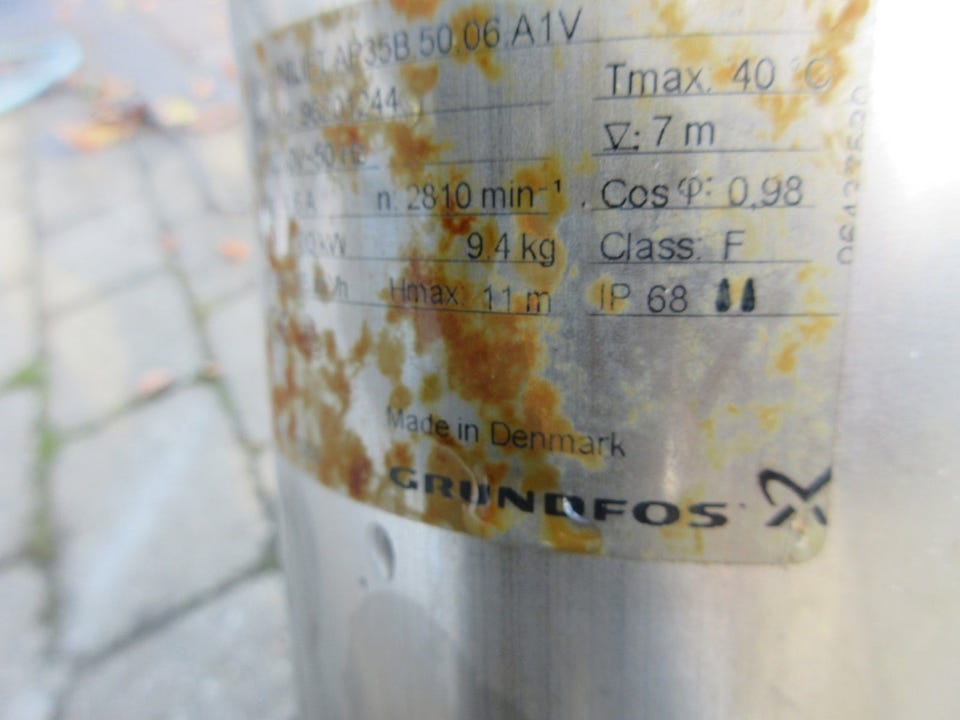 AP35B.50.06.A1V
Tmax. 40 °C
▽: 7 m
n: 2810 min⁻¹
Cos φ: 0,98
kW 9.4 kg
Class: F
Hmax: 11 m
IP 68
Made in Denmark
GRUNDFOS